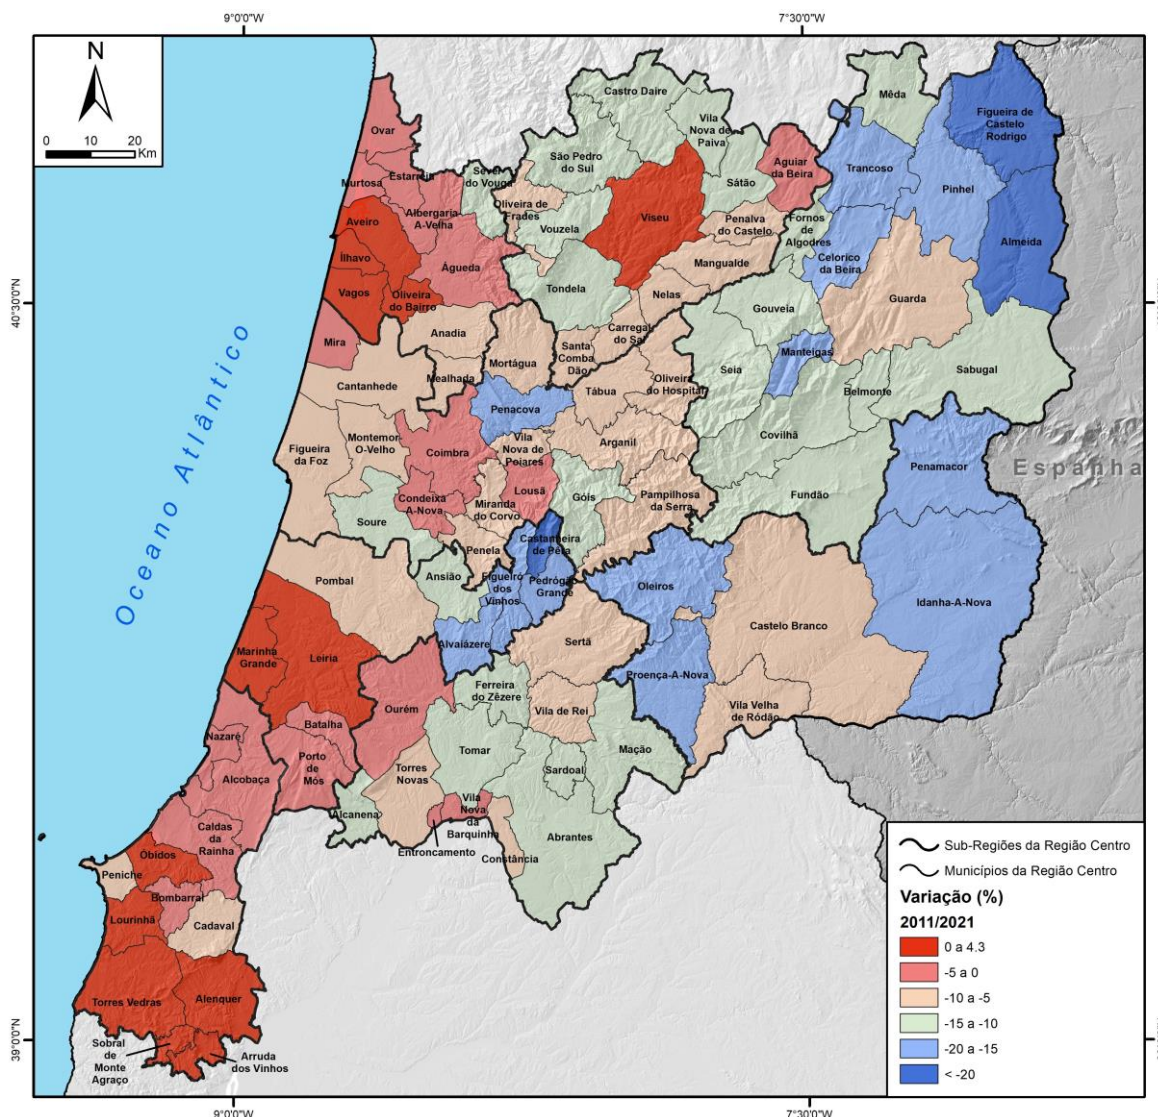 9°0'0"W
7°30'0"W
N
0
10
20
Km
Ovar
Murtosa
Estarreja
Sever
do Vouga
Albergaria-
A-Velha
Aveiro
Ílhavo
Vagos
Oliveira
do Bairro
Águeda
Castro Daire
Vila
Nova de
Paiva
São Pedro
do Sul
Oliveira de
Frades
Vouzela
Viseu
Sátão
Aguiar
da Beira
Penalva
do Castelo
Mangualde
Nelas
Tondela
Carregal
do Sal
Santa
Comba
Dão
Mortágua
Mêda
Figueira de
Castelo
Rodrigo
Trancoso
Pinhel
Almeida
Fornos
de
Algodres
Celorico
da Beira
Guarda
Gouveia
Manteigas
Seia
Sabugal
40°30'0"N
Anadia
Mealhada
Mira
Cantanhede
Penacova
Tábua
Oliveira
do Hospital
Figueira
da Foz
Montemor-
O-Velho
Coimbra
Vila
Nova de
Poiares
Arganil
Condeixa
A-Nova
Lousã
Miranda
do Corvo
Góis
Pampilhosa
da Serra
Soure
Penela
Belmonte
Covilhã
Fundão
Penamacor
Espanha
Idanha-A-Nova
Castelo Branco
Oleiros
Proença-A-Nova
Vila Velha
de Ródão
Oceano Atlântico
Pombal
Ansião
Castanheira
de Pêra
Figueiró
dos
Vinhos
Pedrógão
Grande
Alvaiázere
Marinha
Grande
Leiria
Batalha
Porto
de
Mós
Sertã
Vila de Rei
Mação
Ourém
Ferreira
do Zêzere
Tomar
Sardoal
Torres
Novas
Alcanena
Vila
Nova
da
Barquinha
Entroncamento
Constância
Abrantes
Nazaré
Alcobaça
Caldas
da
Rainha
Óbidos
Peniche
Bombarral
Lourinhã
Cadaval
Torres Vedras
Alenquer
Sobral
de
Monte
Agraço
Arruda
dos Vinhos
39°0'0"N
Sub-Regiões da Região Centro
Municípios da Região Centro
Variação (%)
2011/2021
0 a 4.3
-5 a 0
-10 a -5
-15 a -10
-20 a -15
< -20
9°0'0"W
7°30'0"W